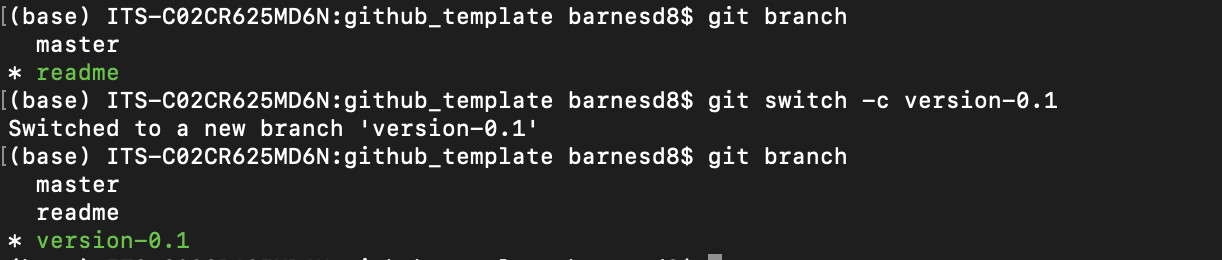 [(base) ITS-C02CR625MD6N:github_template barnesd8$ git branch
master
* readme
[(base) ITS-C02CR625MD6N:github_template barnesd8$ git switch -c version-0.1
Switched to a new branch 'version-0.1'
[(base) ITS-C02CR625MD6N:github_template barnesd8$ git branch
master
readme
* version-0.1